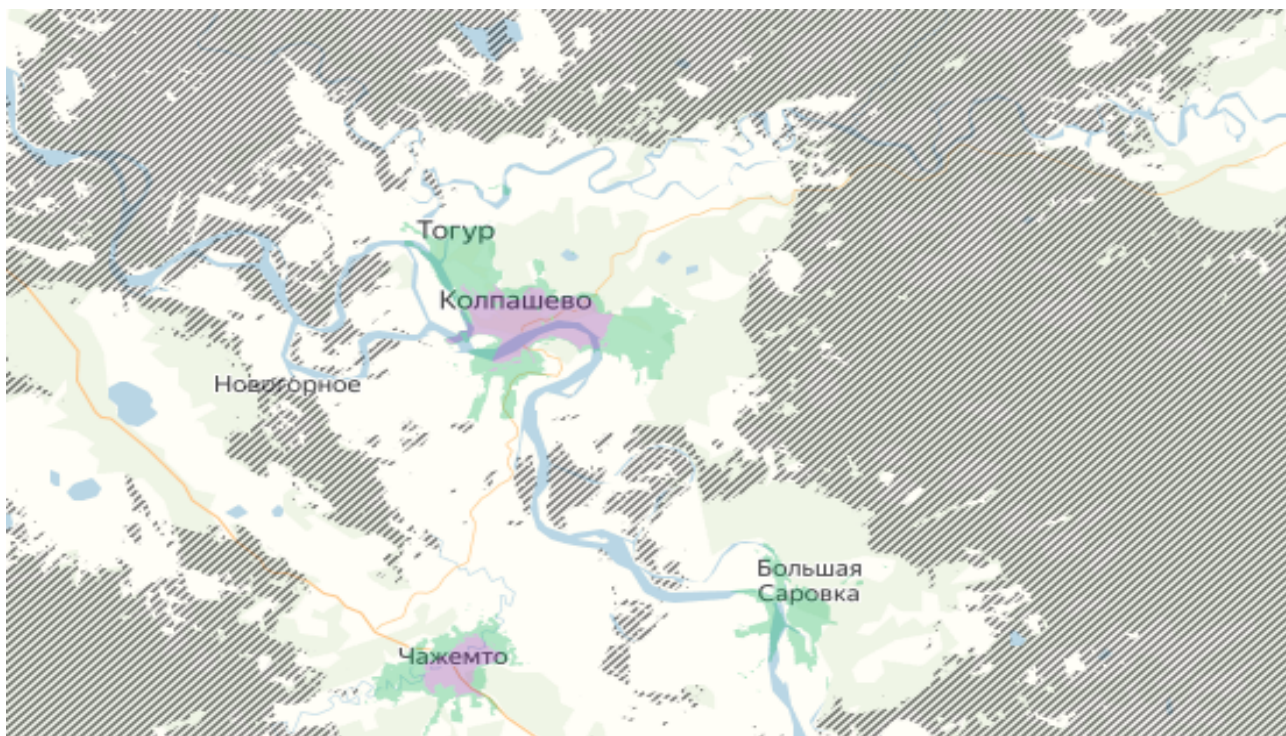 Тогур
Колпашево
Новогорное
Большая
Саровка
Чажемто